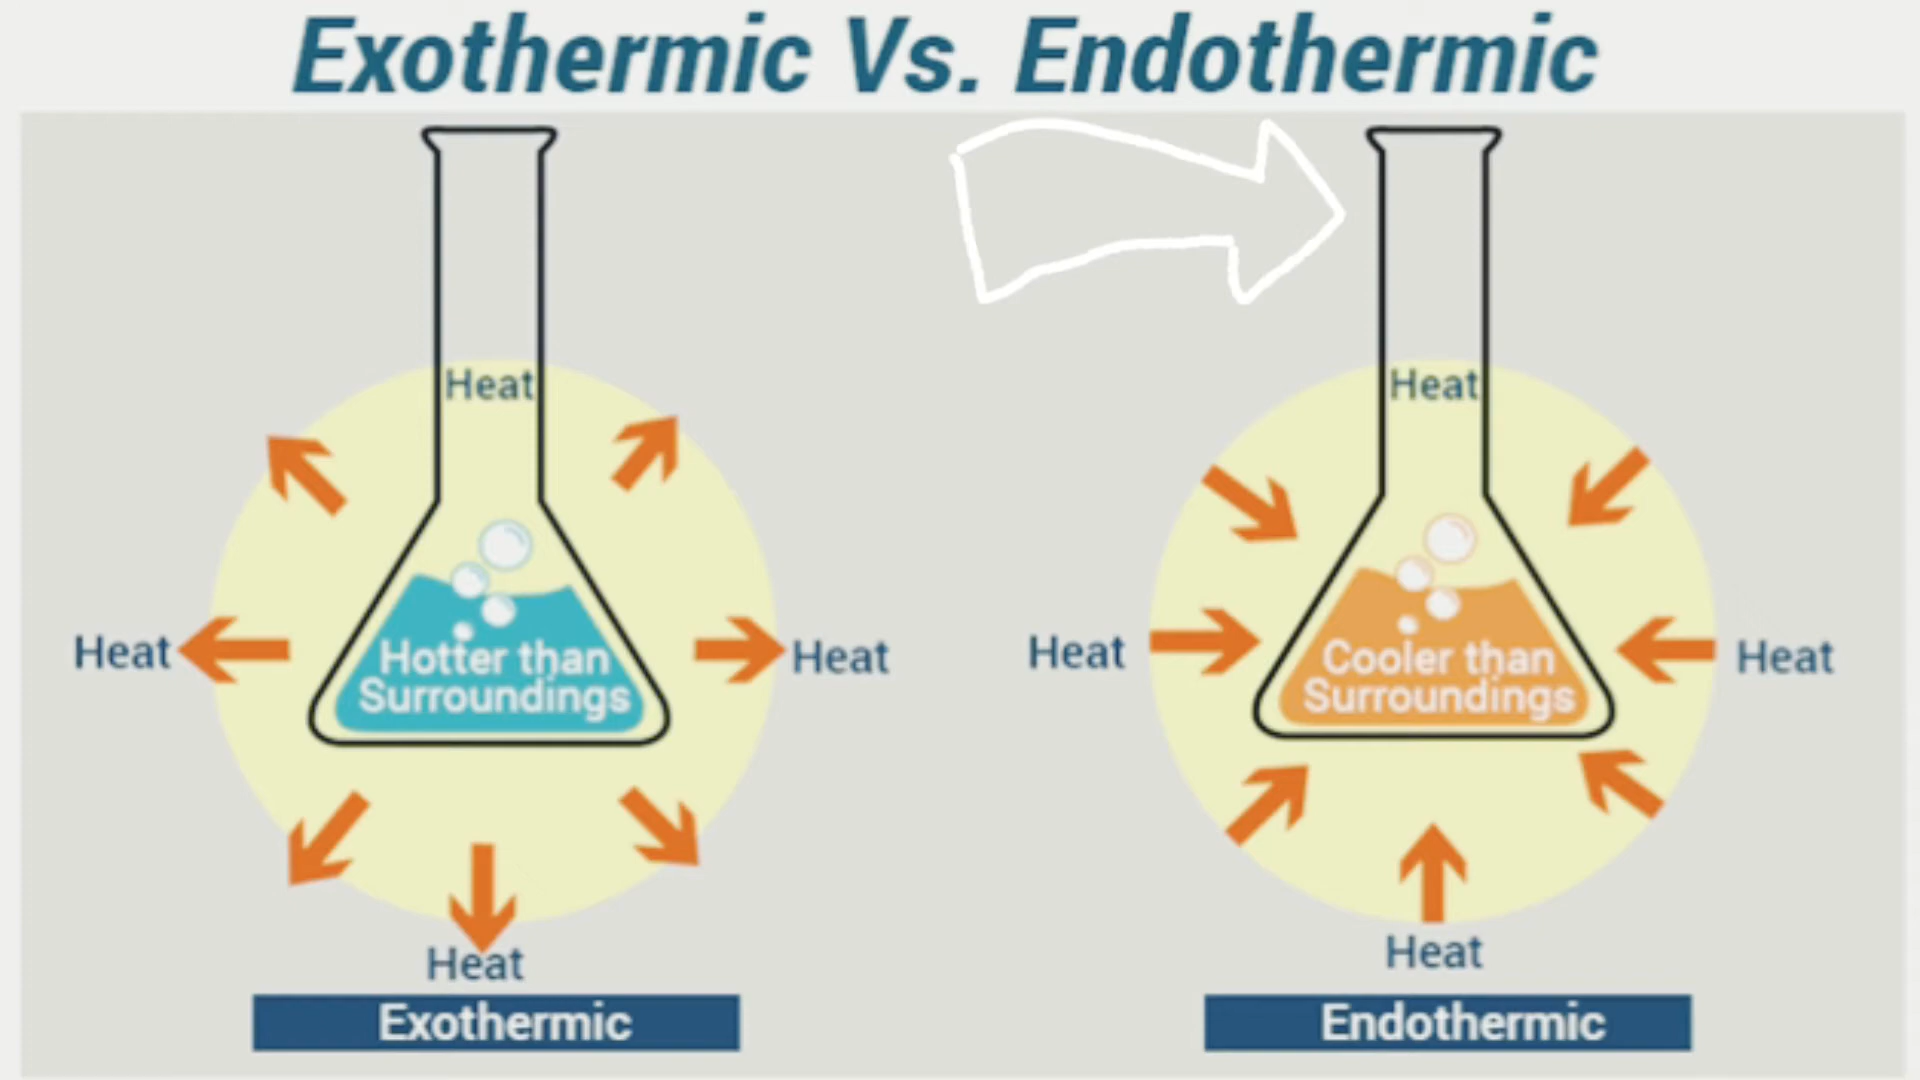 Exothermic Vs. Endothermic
Heat
Heat
Hotter than
Surroundings
Heat
Heat
Exothermic
Heat
Heat
Cooler than
Surroundings
Heat
Heat
Endothermic